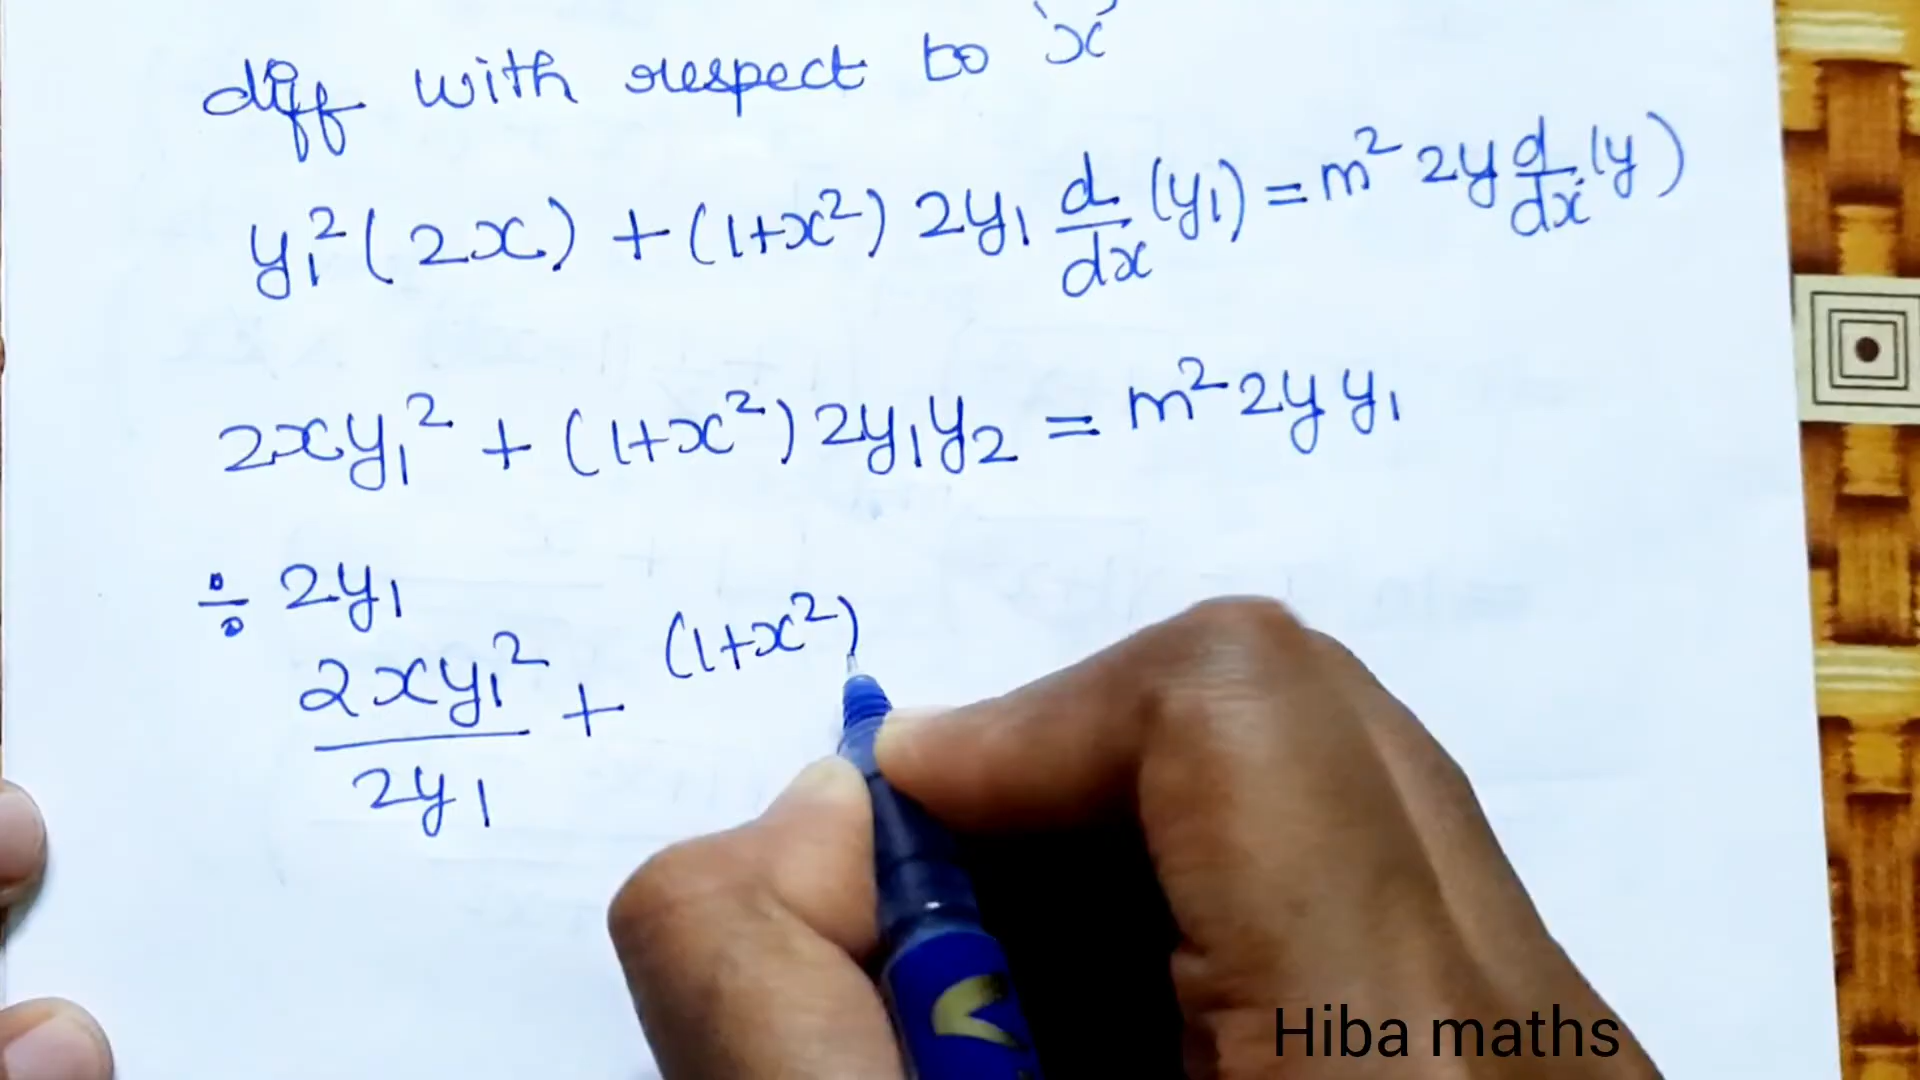 diff with respect to 'x'
y₁²(2x) + (1+x²) 2y₁ d/dx (y₁) = m² 2y d/dx (y)
2xy₁² + (1+x²) 2y₁y₂ = m² 2y y₁
÷ 2y₁
2xy₁²/2y₁ + (1+x²)
Hiba maths